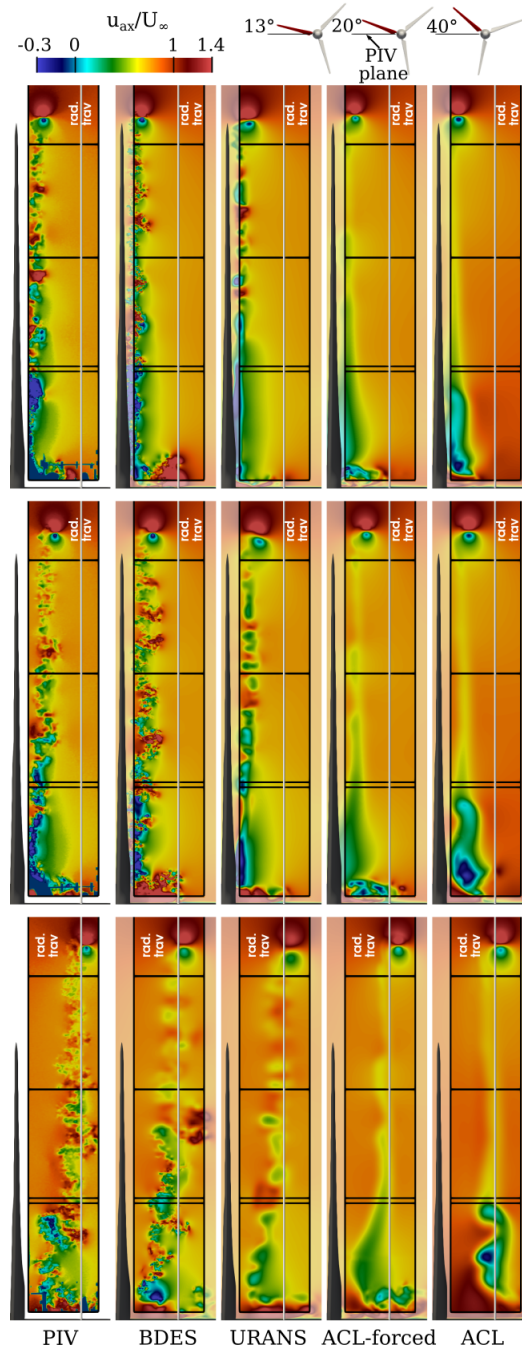 u_ax/U_∞
-0.3 0 1 1.4
13° 20° 40°
PIV
plane
rad. trav rad. trav rad. trav rad. trav rad. trav
rad. trav rad. trav rad. trav rad. trav rad. trav
rad. trav rad. trav rad. trav rad. trav rad. trav
PIV BDES URANS ACL-forced ACL